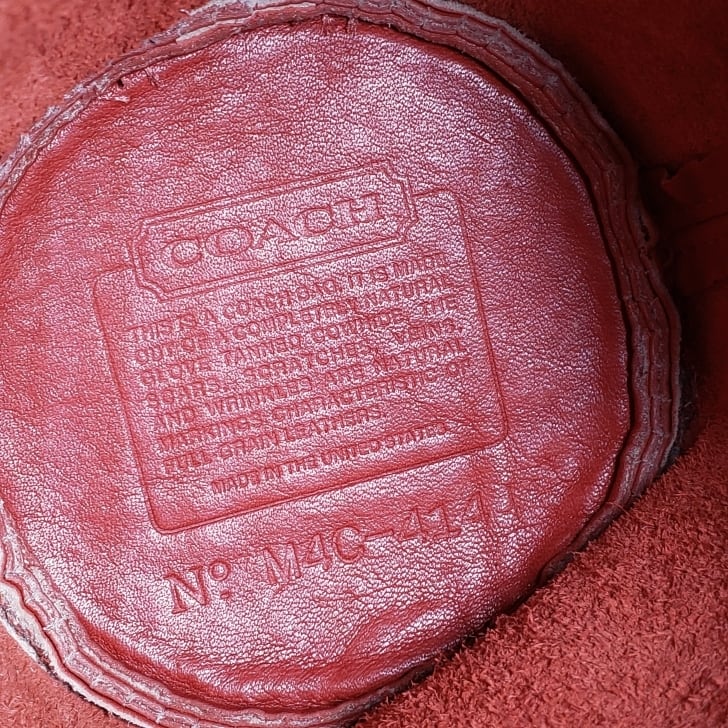 COACH
THIS IS A COACH BAG. IT IS MADE
OUT OF A COMPLETELY NATURAL
GLOVE TANNED COWHIDE. THE
SCARS, SCRATCHES, VEINS,
AND WRINKLES ARE NATURAL
MARKINGS CHARACTERISTIC OF
FULL GRAIN LEATHERS.
MADE IN THE UNITED STATES
Nº M4C-4141